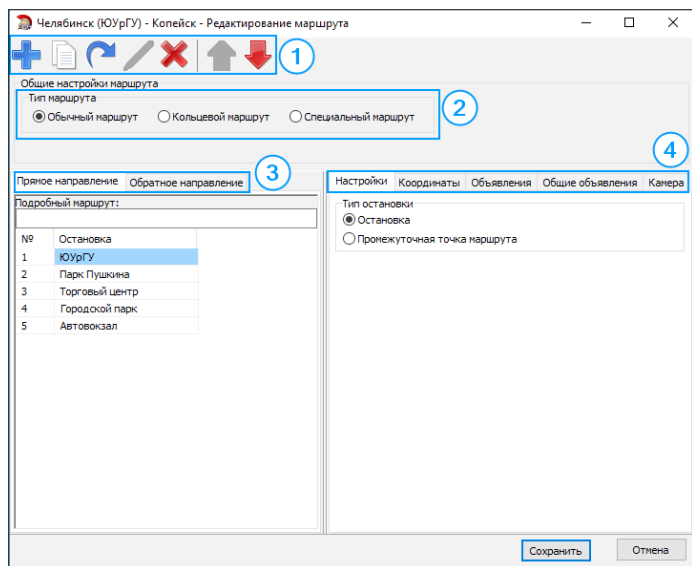 Челябинск (ЮУрГУ) - Копейск - Редактирование маршрута
1
Общие настройки маршрута
Тип маршрута
Обычный маршрут Кольцевой маршрут Специальный маршрут
2
3
4
Прямое направление Обратное направление
Подробный маршрут:
№ Остановка
1 ЮУрГУ
2 Парк Пушкина
3 Торговый центр
4 Городской парк
5 Автовокзал
Настройки Координаты Объявления Общие объявления Камера
Тип остановки
Остановка
Промежуточная точка маршрута
Сохранить Отмена